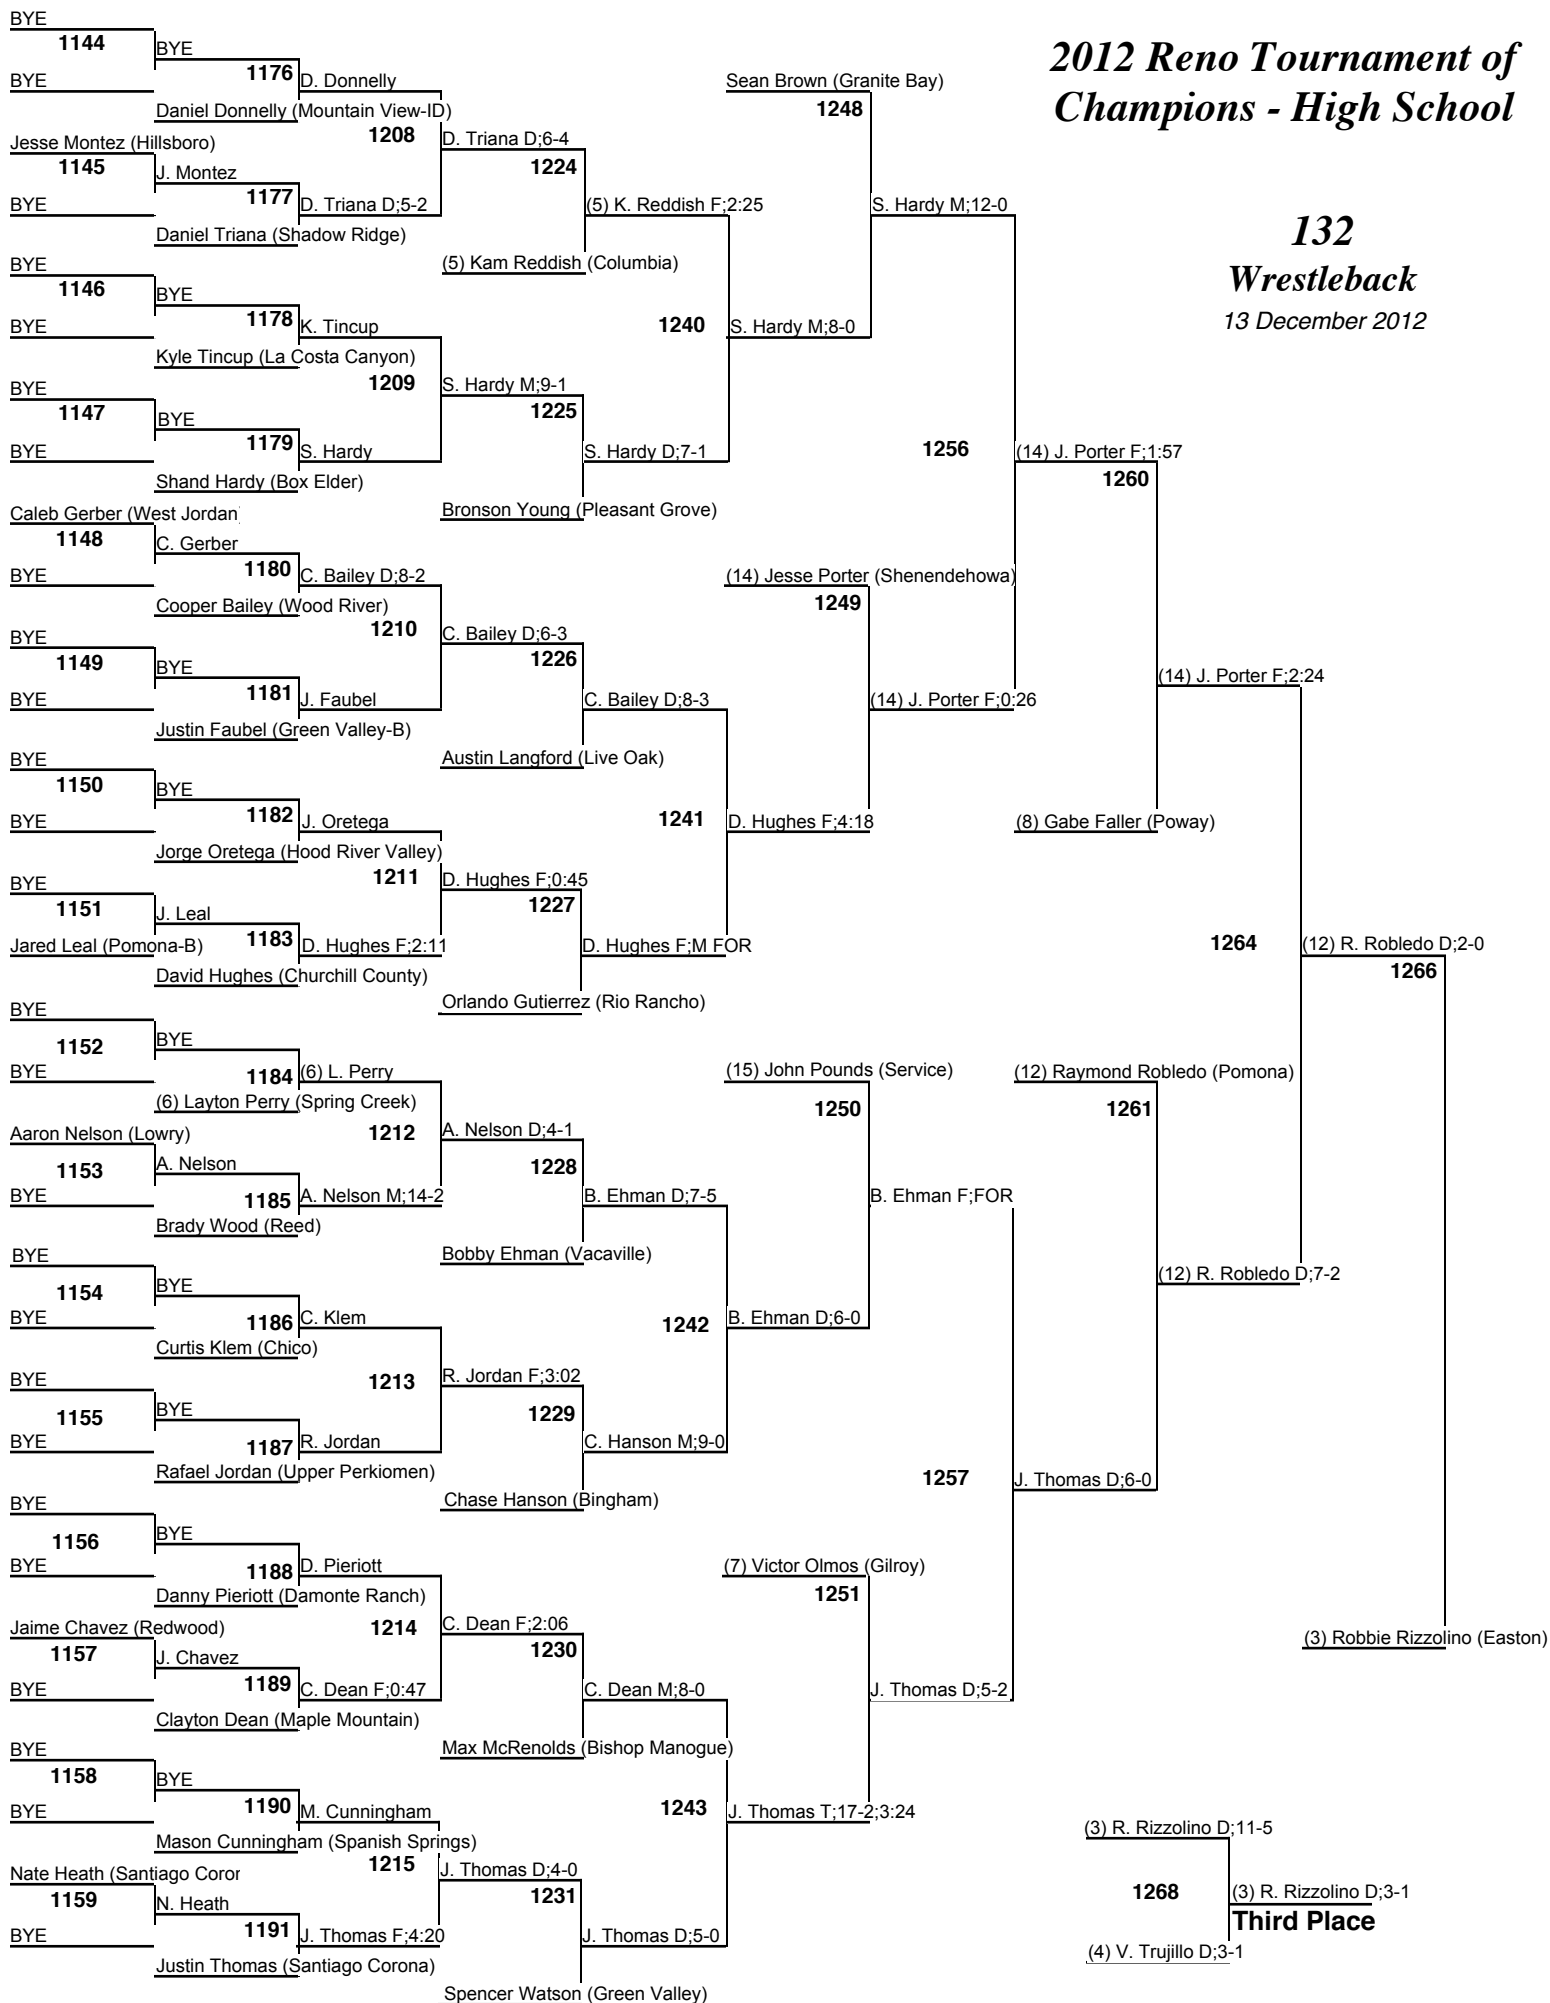 BYE
1144
BYE
BYE
1176
D. Donnelly
Daniel Donnelly (Mountain View-ID)
1208
Sean Brown (Granite Bay)
1248
2012 Reno Tournament of
Champions - High School
Jesse Montez (Hillsboro)
1145
J. Montez
BYE
1177
D. Triana D;5-2
Daniel Triana (Shadow Ridge)
D. Triana D;6-4
1224
(5) K. Reddish F;2:25
(5) Kam Reddish (Columbia)
S. Hardy M;12-0
132
Wrestleback
13 December 2012
BYE
1146
BYE
BYE
1178
K. Tincup
Kyle Tincup (La Costa Canyon)
1209
1240
S. Hardy M;8-0
BYE
1147
BYE
BYE
1179
S. Hardy
Shand Hardy (Box Elder)
S. Hardy M;9-1
1225
S. Hardy D;7-1
Bronson Young (Pleasant Grove)
1256
(14) J. Porter F;1:57
1260
Caleb Gerber (West Jordan
1148
C. Gerber
BYE
1180
C. Bailey D;8-2
Cooper Bailey (Wood River)
1210
(14) Jesse Porter (Shenendehowa)
1249
BYE
1149
BYE
BYE
1181
J. Faubel
Justin Faubel (Green Valley-B)
C. Bailey D;6-3
1226
C. Bailey D;8-3
Austin Langford (Live Oak)
(14) J. Porter F;0:26
(14) J. Porter F;2:24
BYE
1150
BYE
BYE
1182
J. Oretega
Jorge Oretega (Hood River Valley)
1211
1241
D. Hughes F;4:18
(8) Gabe Faller (Poway)
BYE
1151
J. Leal
Jared Leal (Pomona-B)
1183
D. Hughes F;2:11
David Hughes (Churchill County)
D. Hughes F;0:45
1227
D. Hughes F;M FOR
Orlando Gutierrez (Rio Rancho)
1264
(12) R. Robledo D;2-0
1266
BYE
1152
BYE
BYE
1184
(6) L. Perry
(6) Layton Perry (Spring Creek)
1212
(15) John Pounds (Service)
1250
(12) Raymond Robledo (Pomona)
1261
Aaron Nelson (Lowry)
1153
A. Nelson
BYE
1185
A. Nelson M;14-2
Brady Wood (Reed)
A. Nelson D;4-1
1228
B. Ehman D;7-5
Bobby Ehman (Vacaville)
B. Ehman F;FOR
(12) R. Robledo D;7-2
BYE
1154
BYE
BYE
1186
C. Klem
Curtis Klem (Chico)
1213
1242
B. Ehman D;6-0
BYE
1155
BYE
BYE
1187
R. Jordan
Rafael Jordan (Upper Perkiomen)
R. Jordan F;3:02
1229
C. Hanson M;9-0
Chase Hanson (Bingham)
1257
J. Thomas D;6-0
BYE
1156
BYE
BYE
1188
D. Pieriott
Danny Pieriott (Damonte Ranch)
1214
(7) Victor Olmos (Gilroy)
1251
Jaime Chavez (Redwood)
1157
J. Chavez
BYE
1189
C. Dean F;0:47
Clayton Dean (Maple Mountain)
C. Dean F;2:06
1230
C. Dean M;8-0
Max McRenolds (Bishop Manogue)
J. Thomas D;5-2
(3) Robbie Rizzolino (Easton)
BYE
1158
BYE
BYE
1190
M. Cunningham
Mason Cunningham (Spanish Springs)
1215
1243
J. Thomas T;17-2;3:24
Nate Heath (Santiago Coror
1159
N. Heath
BYE
1191
J. Thomas F;4:20
Justin Thomas (Santiago Corona)
J. Thomas D;4-0
1231
J. Thomas D;5-0
Spencer Watson (Green Valley)
(3) R. Rizzolino D;11-5
1268
(3) R. Rizzolino D;3-1
Third Place
(4) V. Trujillo D;3-1